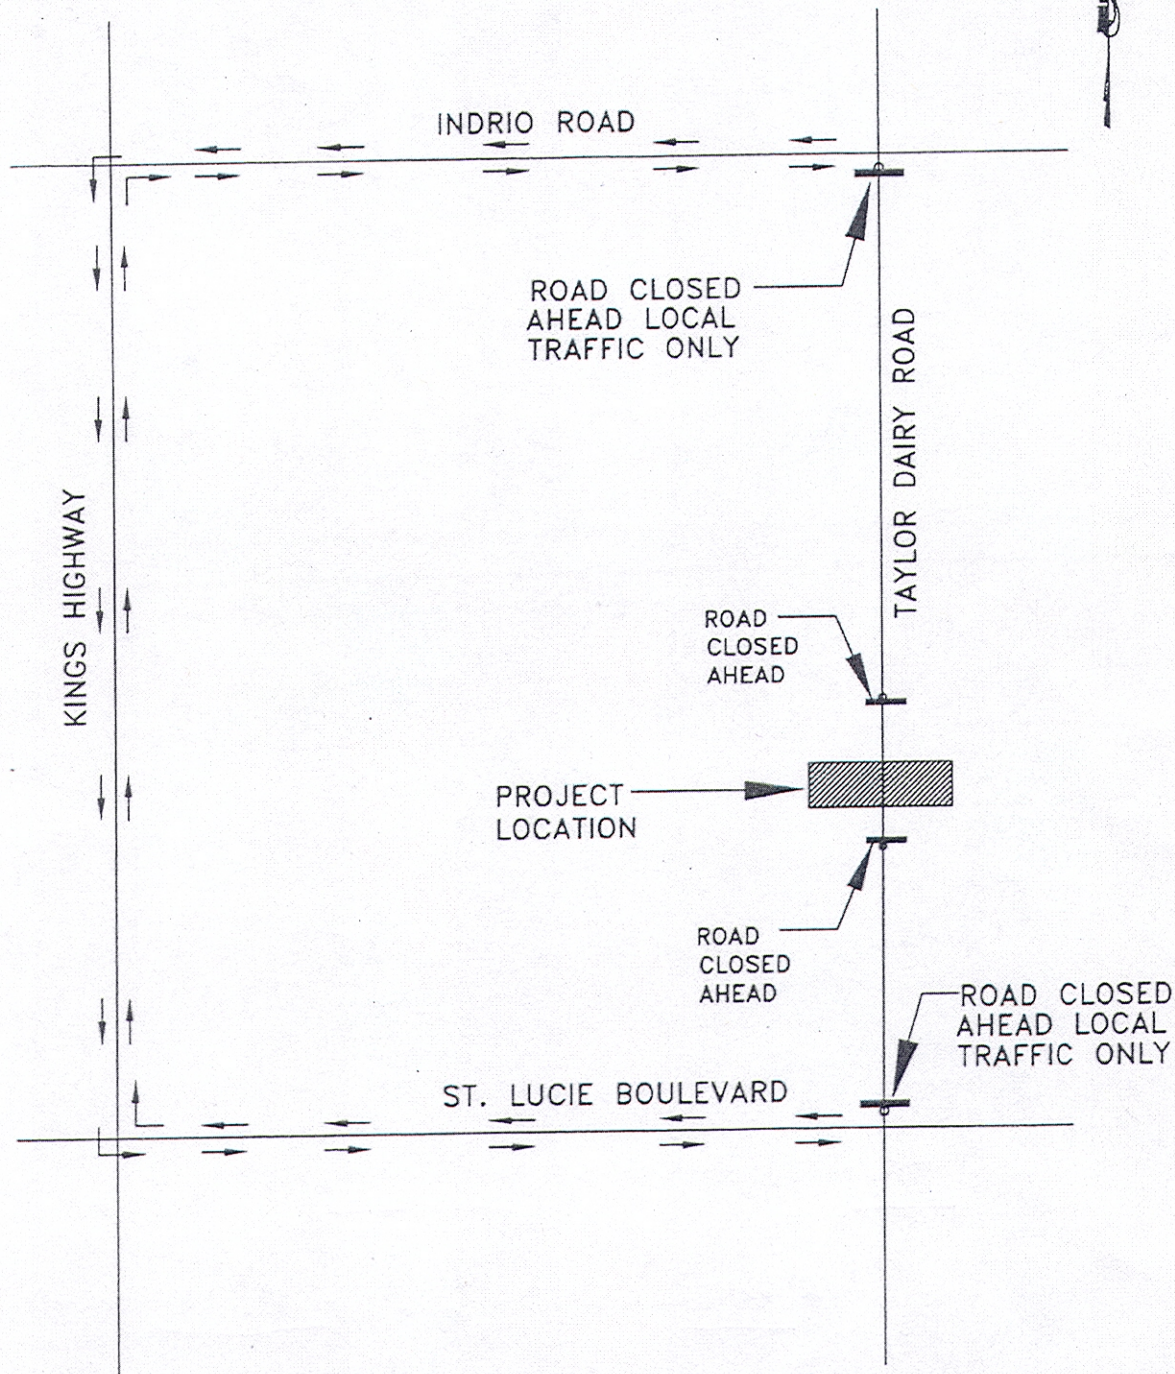 INDRIO ROAD
ROAD CLOSED
AHEAD LOCAL
TRAFFIC ONLY
TAYLOR DAIRY ROAD
KINGS HIGHWAY
ROAD
CLOSED
AHEAD
PROJECT
LOCATION
ROAD
CLOSED
AHEAD
ROAD CLOSED
AHEAD LOCAL
TRAFFIC ONLY
ST. LUCIE BOULEVARD